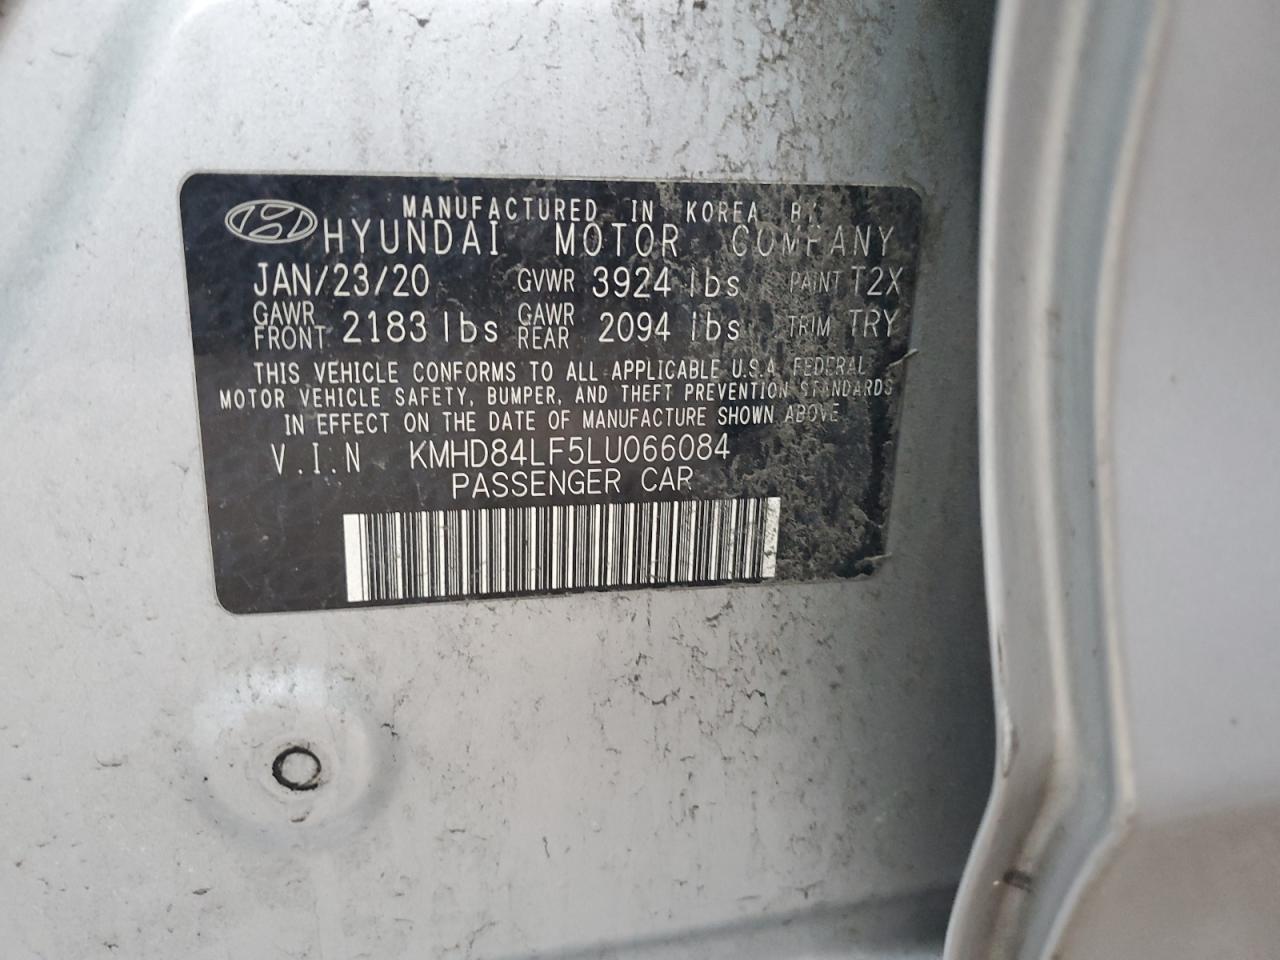 MANUFACTURED IN KOREA BY
HYUNDAI MOTOR COMPANY
JAN/23/20 GVWR 3924 lbs PAINT T2X
GAWR FRONT 2183 lbs GAWR REAR 2094 lbs TRIM TRY
THIS VEHICLE CONFORMS TO ALL APPLICABLE U.S.A FEDERAL
MOTOR VEHICLE SAFETY, BUMPER, AND THEFT PREVENTION STANDARDS
IN EFFECT ON THE DATE OF MANUFACTURE SHOWN ABOVE
V.I.N KMHD84LF5LU066084
PASSENGER CAR